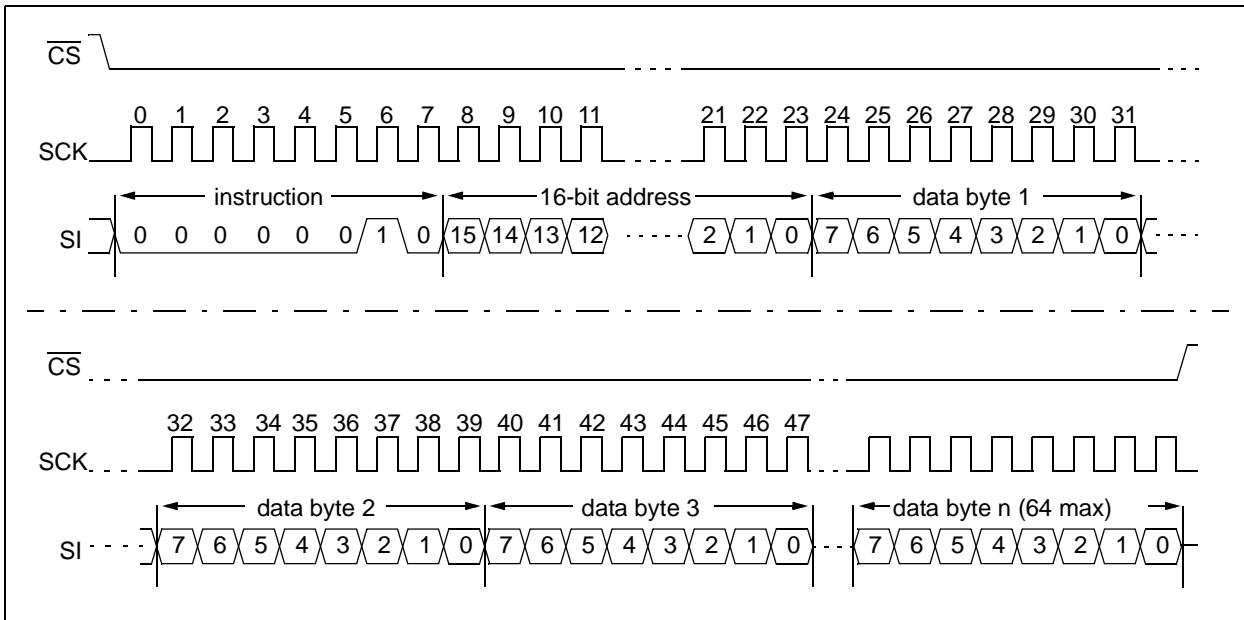 CS
0 1 2 3 4 5 6 7 8 9 10 11 21 22 23 24 25 26 27 28 29 30 31
SCK
instruction 16-bit address data byte 1
SI 0 0 0 0 0 0 1 0 15 14 13 12 2 1 0 7 6 5 4 3 2 1 0
CS
32 33 34 35 36 37 38 39 40 41 42 43 44 45 46 47
SCK
data byte 2 data byte 3 data byte n (64 max)
SI 7 6 5 4 3 2 1 0 7 6 5 4 3 2 1 0 7 6 5 4 3 2 1 0